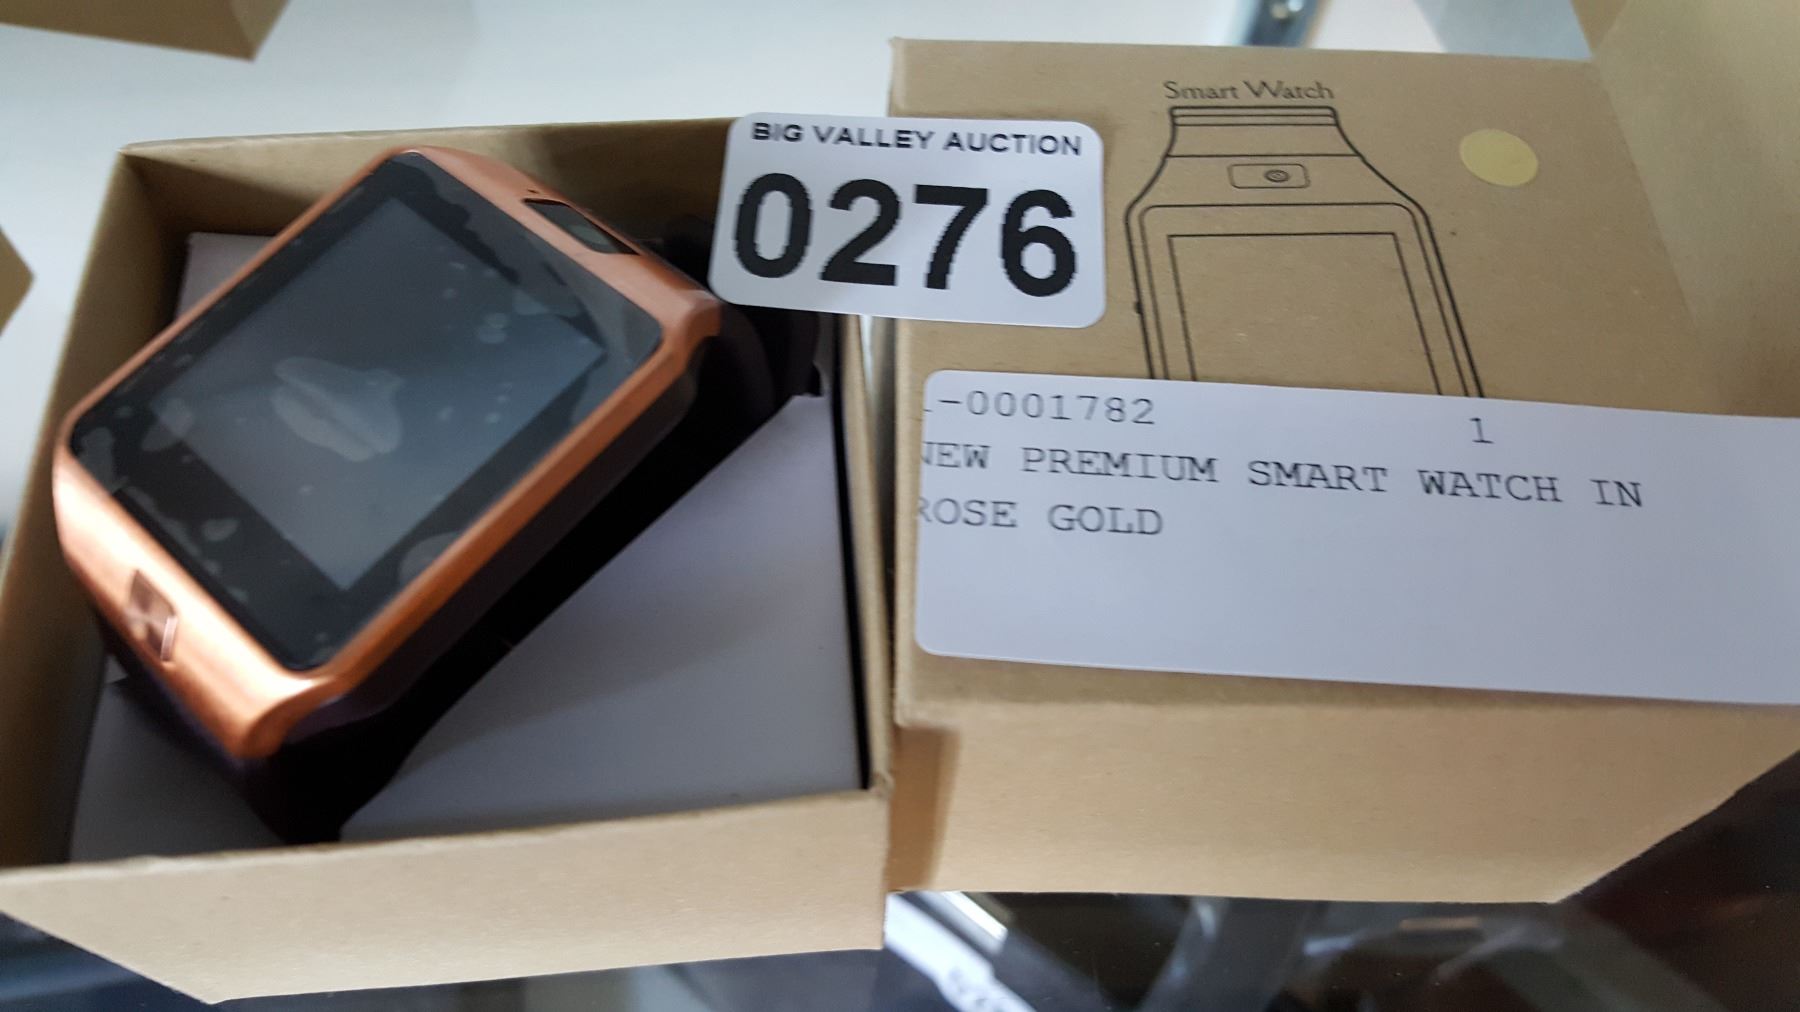 Smart Watch
BIG VALLEY AUCTION
0276
-0001782 1
NEW PREMIUM SMART WATCH IN
ROSE GOLD